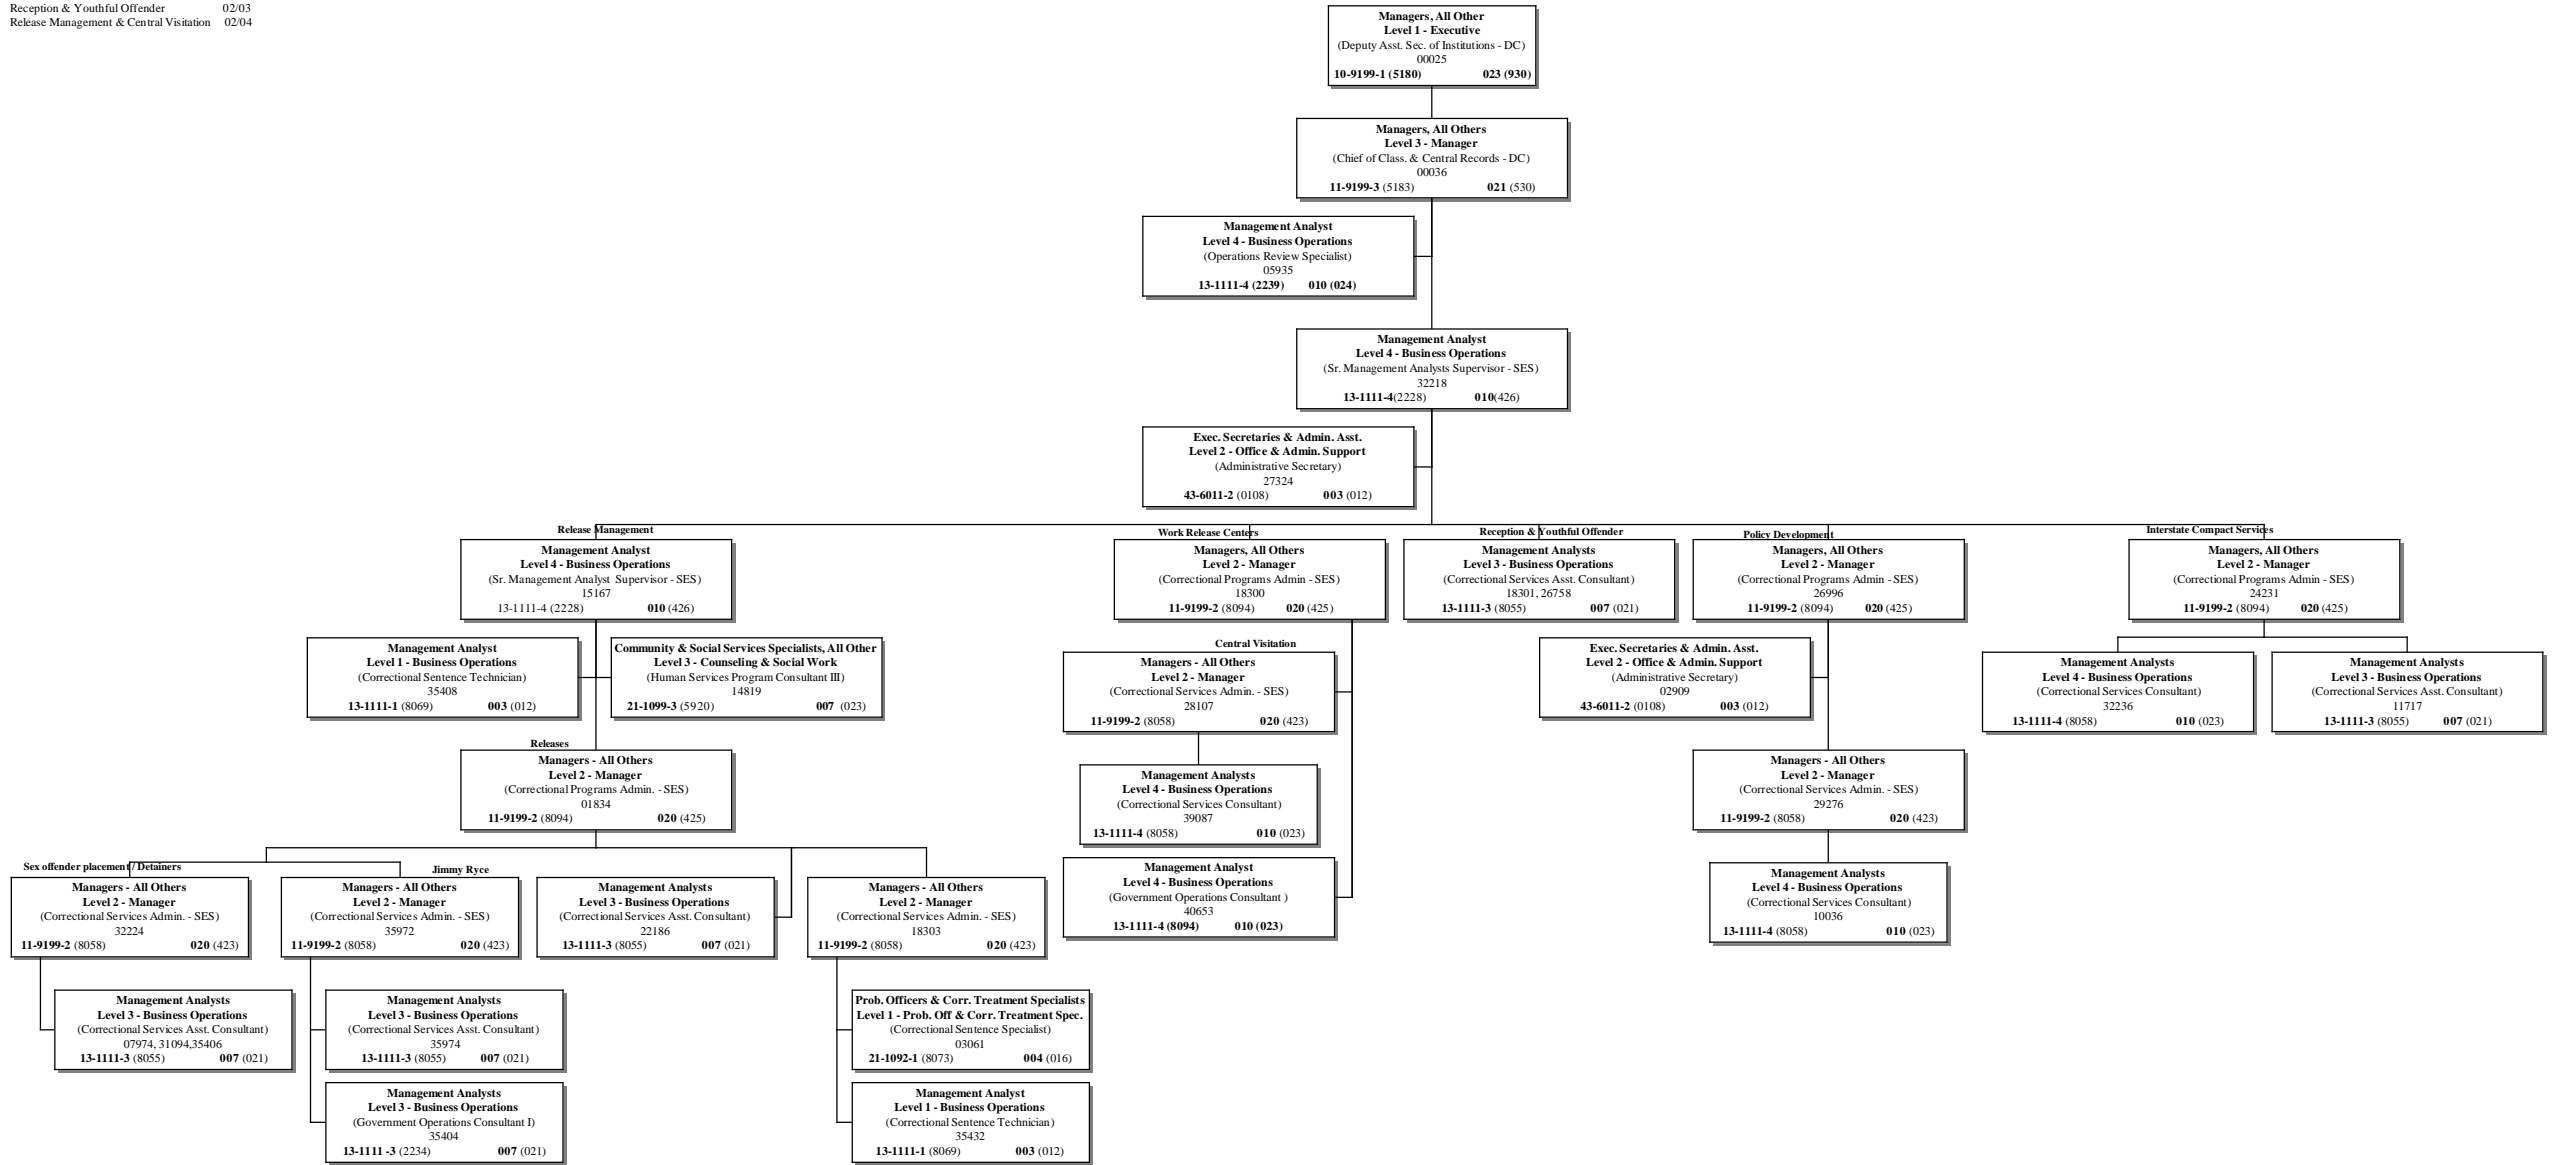 Reception & Youthful Offender 02/03
Release Management & Central Visitation 02/04
Managers, All Other
Level 1 - Executive
(Deputy Asst. Sec. of Institutions - DC)
00025
10-9199-1 (5180) 023 (930)
Managers, All Others
Level 3 - Manager
(Chief of Class. & Central Records - DC)
00036
11-9199-3 (5183) 021 (530)
Management Analyst
Level 4 - Business Operations
(Operations Review Specialist)
05935
13-1111-4 (2239) 010 (024)
Management Analyst
Level 4 - Business Operations
(Sr. Management Analysts Supervisor - SES)
32218
13-1111-4(2228) 010(426)
Exec. Secretaries & Admin. Asst.
Level 2 - Office & Admin. Support
(Administrative Secretary)
27324
43-6011-2 (0108) 003 (012)
Release Management
Management Analyst
Level 4 - Business Operations
(Sr. Management Analyst Supervisor - SES)
15167
13-1111-4 (2228) 010 (426)
Management Analyst
Level 1 - Business Operations
(Correctional Sentence Technician)
35408
13-1111-1 (8069) 003 (012)
Community & Social Services Specialists, All Other
Level 3 - Counseling & Social Work
(Human Services Program Consultant III)
14819
21-1099-3 (5920) 007 (023)
Releases
Managers - All Others
Level 2 - Manager
(Correctional Programs Admin. - SES)
01834
11-9199-2 (8094) 020 (425)
Sex offender placement / Detainers
Managers - All Others
Level 2 - Manager
(Correctional Services Admin. - SES)
32224
11-9199-2 (8058) 020 (423)
Management Analysts
Level 3 - Business Operations
(Correctional Services Asst. Consultant)
07974, 31094,35406
13-1111-3 (8055) 007 (021)
Jimmy Ryce
Managers - All Others
Level 2 - Manager
(Correctional Services Admin. - SES)
35972
11-9199-2 (8058) 020 (423)
Management Analysts
Level 3 - Business Operations
(Correctional Services Asst. Consultant)
35974
13-1111-3 (8055) 007 (021)
Management Analysts
Level 3 - Business Operations
(Government Operations Consultant I)
35404
13-1111 -3 (2234) 007 (021)
Management Analysts
Level 3 - Business Operations
(Correctional Services Asst. Consultant)
22186
13-1111-3 (8055) 007 (021)
Managers - All Others
Level 2 - Manager
(Correctional Services Admin. - SES)
18303
11-9199-2 (8058) 020 (423)
Prob. Officers & Corr. Treatment Specialists
Level 1 - Prob. Off & Corr. Treatment Spec.
(Correctional Sentence Specialist)
03061
21-1092-1 (8073) 004 (016)
Management Analyst
Level 1 - Business Operations
(Correctional Sentence Technician)
35432
13-1111-1 (8069) 003 (012)
Work Release Centers
Managers, All Others
Level 2 - Manager
(Correctional Programs Admin - SES)
18300
11-9199-2 (8094) 020 (425)
Central Visitation
Managers - All Others
Level 2 - Manager
(Correctional Services Admin. - SES)
28107
11-9199-2 (8058) 020 (423)
Management Analysts
Level 4 - Business Operations
(Correctional Services Consultant)
39087
13-1111-4 (8058) 010 (023)
Management Analyst
Level 4 - Business Operations
(Government Operations Consultant )
40653
13-1111-4 (8094) 010 (023)
Reception & Youthful Offender
Management Analysts
Level 3 - Business Operations
(Correctional Services Asst. Consultant)
18301, 26758
13-1111-3 (8055) 007 (021)
Policy Development
Managers, All Others
Level 2 - Manager
(Correctional Programs Admin - SES)
26996
11-9199-2 (8094) 020 (425)
Exec. Secretaries & Admin. Asst.
Level 2 - Office & Admin. Support
(Administrative Secretary)
02909
43-6011-2 (0108) 003 (012)
Managers - All Others
Level 2 - Manager
(Correctional Services Admin. - SES)
29276
11-9199-2 (8058) 020 (423)
Management Analysts
Level 4 - Business Operations
(Correctional Services Consultant)
10036
13-1111-4 (8058) 010 (023)
Interstate Compact Services
Managers, All Others
Level 2 - Manager
(Correctional Programs Admin - SES)
24231
11-9199-2 (8094) 020 (425)
Management Analysts
Level 4 - Business Operations
(Correctional Services Consultant)
32236
13-1111-4 (8058) 010 (023)
Management Analysts
Level 3 - Business Operations
(Correctional Services Asst. Consultant)
11717
13-1111-3 (8055) 007 (021)